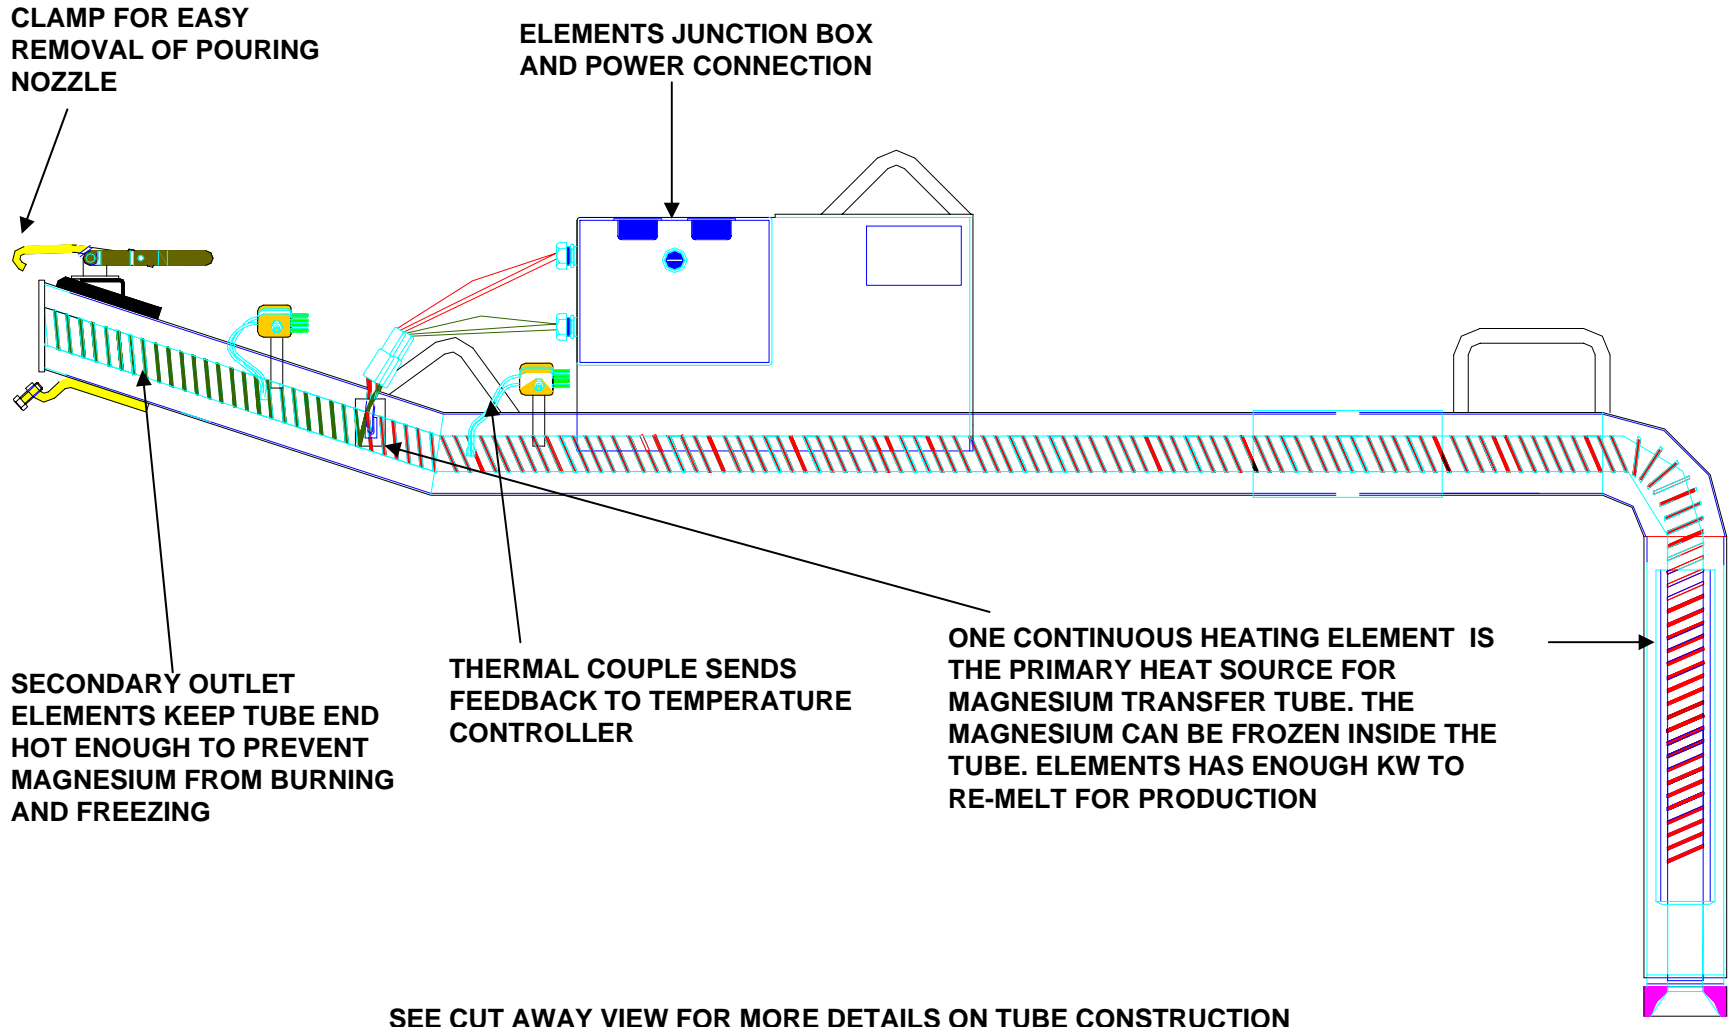 CLAMP FOR EASY
REMOVAL OF POURING
NOZZLE
ELEMENTS JUNCTION BOX
AND POWER CONNECTION
SECONDARY OUTLET
ELEMENTS KEEP TUBE END
HOT ENOUGH TO PREVENT
MAGNESIUM FROM BURNING
AND FREEZING
THERMAL COUPLE SENDS
FEEDBACK TO TEMPERATURE
CONTROLLER
ONE CONTINUOUS HEATING ELEMENT IS
THE PRIMARY HEAT SOURCE FOR
MAGNESIUM TRANSFER TUBE. THE
MAGNESIUM CAN BE FROZEN INSIDE THE
TUBE. ELEMENTS HAS ENOUGH KW TO
RE-MELT FOR PRODUCTION
SEE CUT AWAY VIEW FOR MORE DETAILS ON TUBE CONSTRUCTION